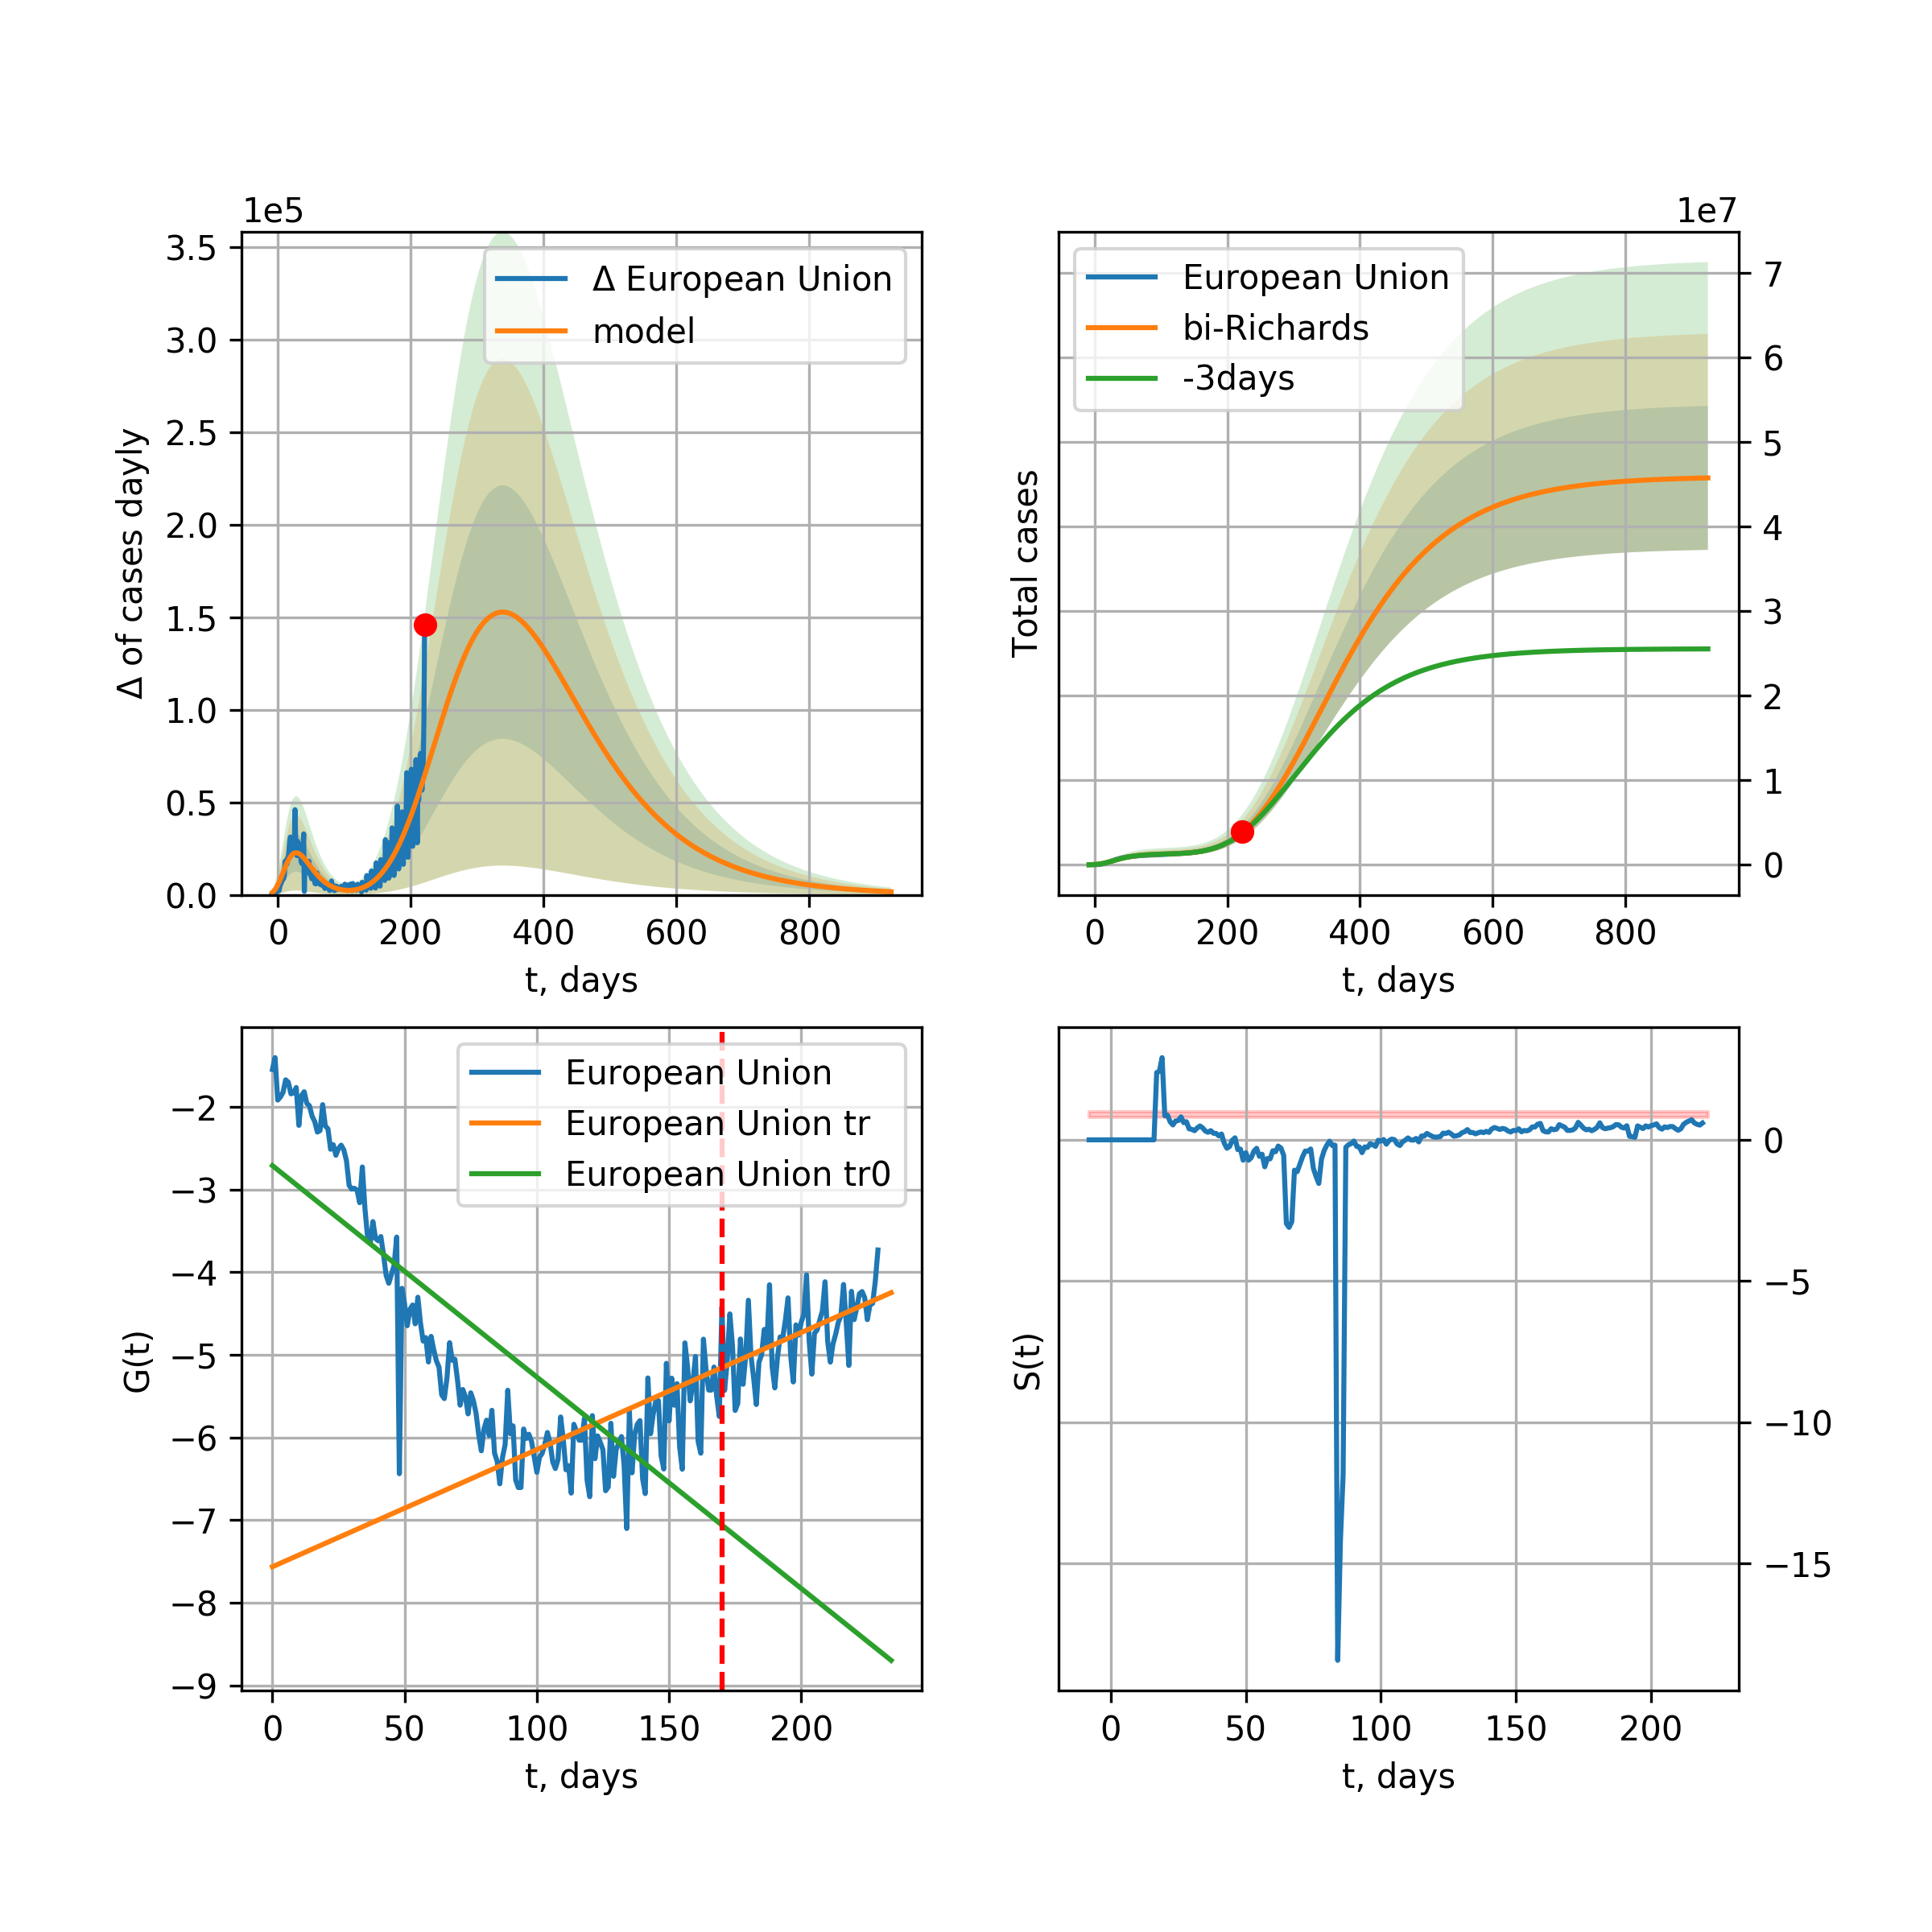 1e5
3.5
3.0
2.5
2.0
1.5
1.0
0.5
0.0
Δ of cases dayly
Δ European Union
model
0 200 400 600 800
t, days
1e7
7
6
5
4
3
2
1
0
Total cases
European Union
bi-Richards
-3days
0 200 400 600 800
t, days
−2
−3
−4
−5
−6
−7
−8
−9
G(t)
European Union
European Union tr
European Union tr0
0 50 100 150 200
t, days
0
−5
−10
−15
S(t)
0 50 100 150 200
t, days